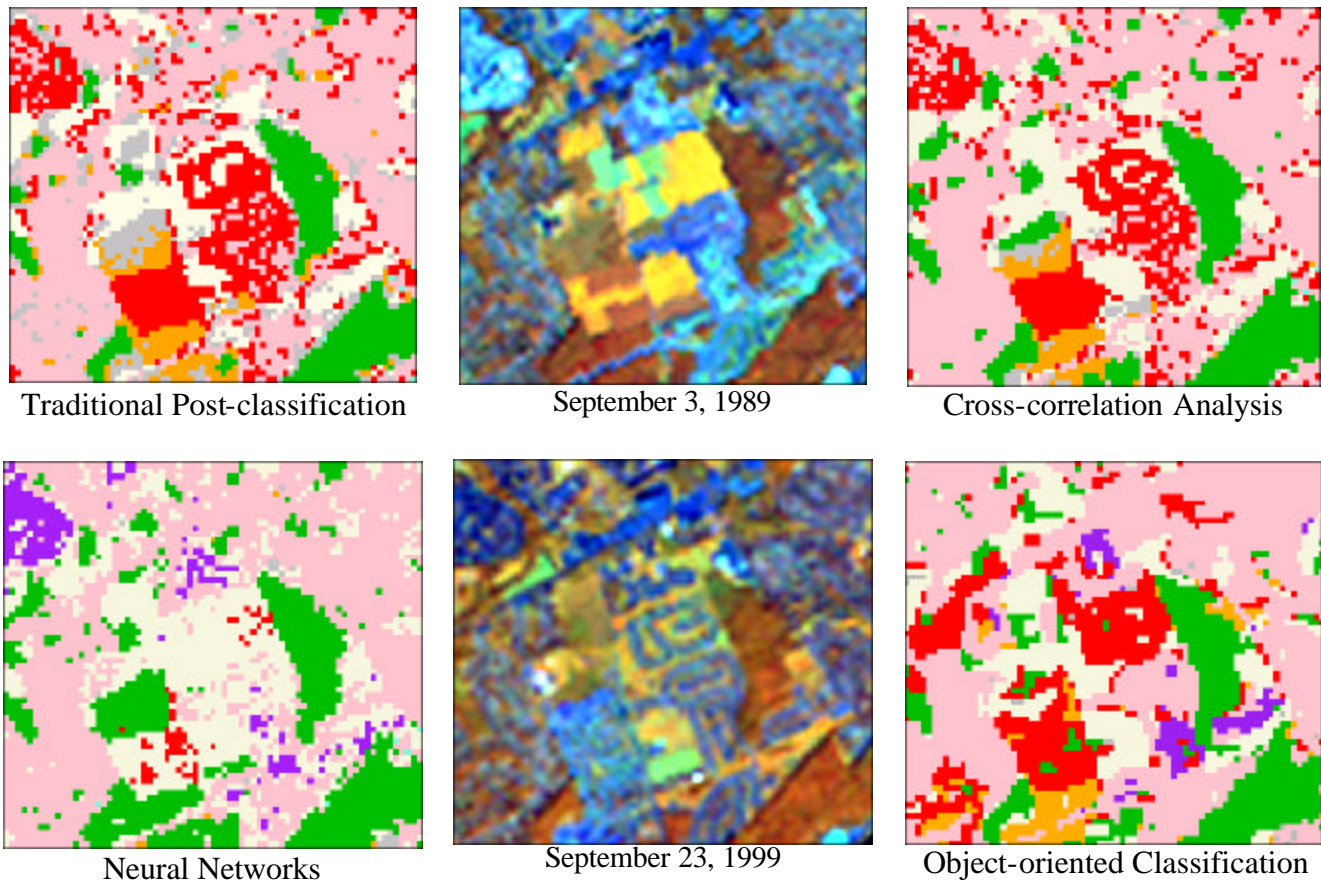 Traditional Post-classification
September 3, 1989
Cross-correlation Analysis
Neural Networks
September 23, 1999
Object-oriented Classification